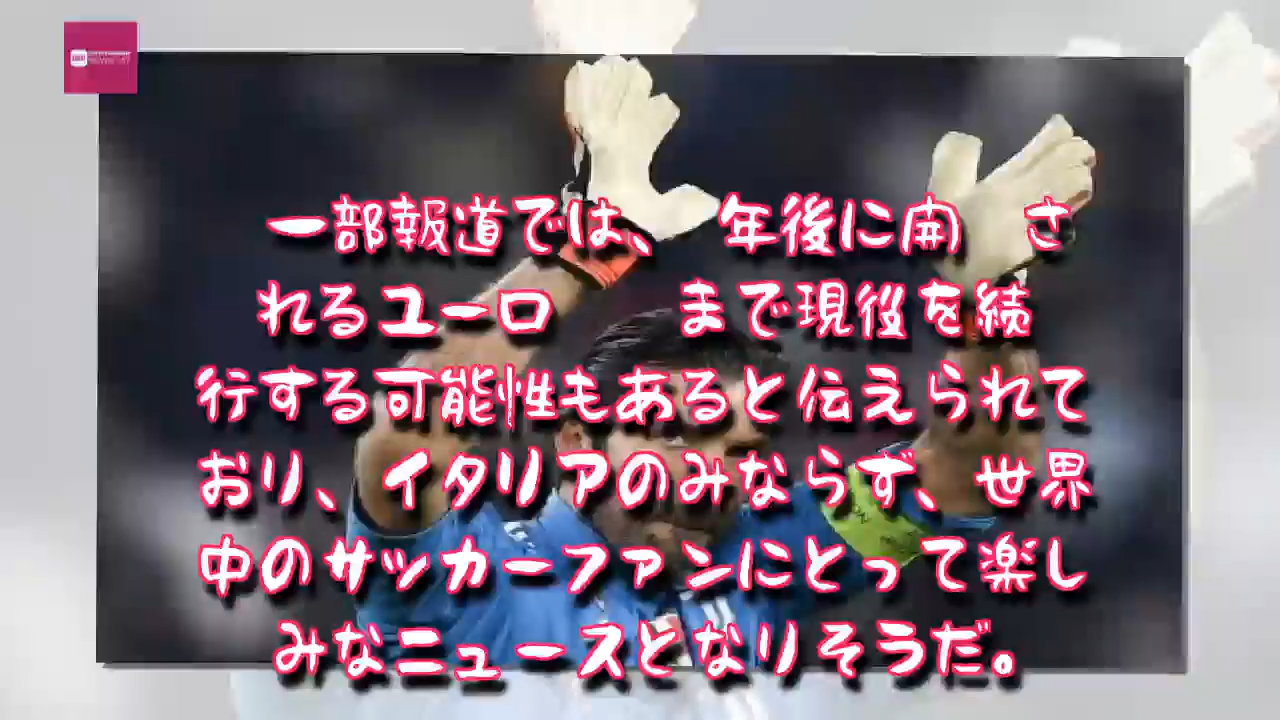 一部報道では、 年後に開 さ
れるユーロ  まで現役を続
行する可能性もあると伝えられて
おり、イタリアのみならず、世界
中のサッカーファンにとって楽し
みなニュースとなりそうだ。